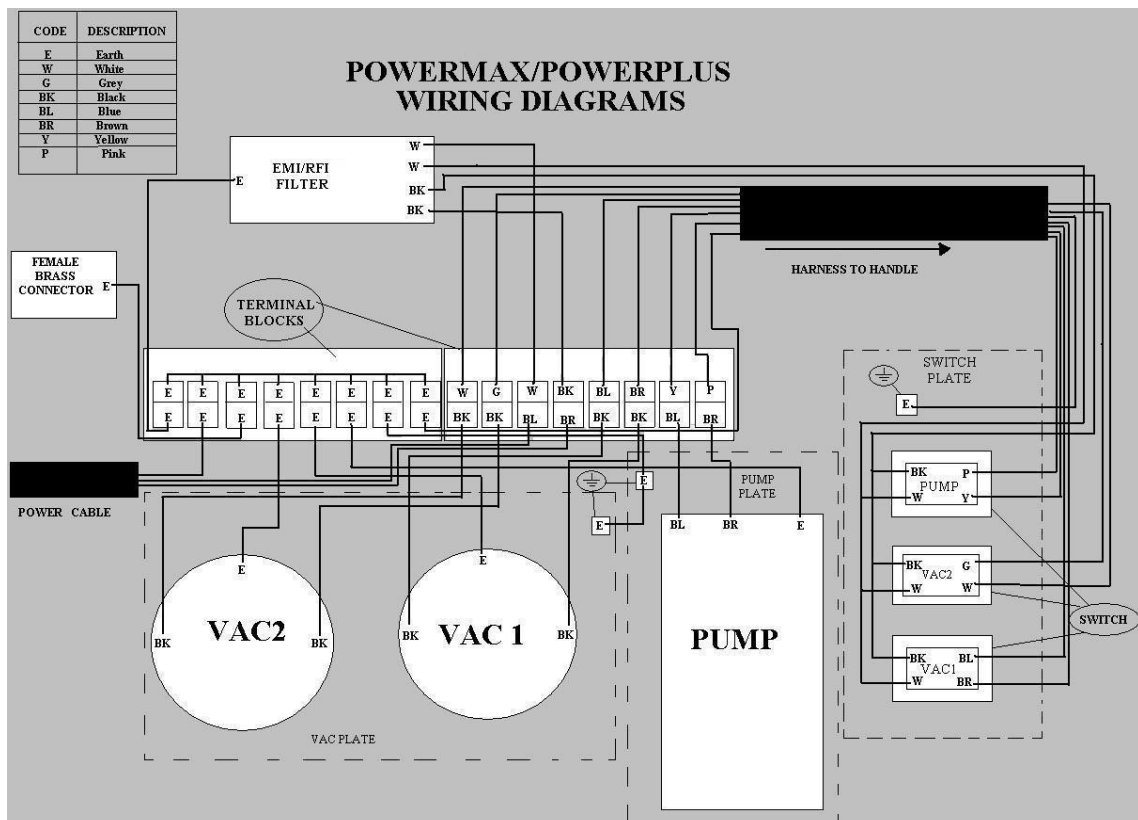 CODE DESCRIPTION
E Earth
W White
G Grey
BK Black
BL Blue
BR Brown
Y Yellow
P Pink
POWERMAX/POWERPLUS
WIRING DIAGRAMS
EMI/RFI
FILTER
E
W
W
BK
BK
FEMALE
BRASS
CONNECTOR
E
HARNESS TO HANDLE
TERMINAL
BLOCKS
E E E E E E E E W G W BK BL BR Y P
E E E E E E E E BK BK BL BR BK BK BL BR
POWER CABLE
SWITCH
PLATE
E
BK P
PUMP
W Y
BK G
VAC2
W W
BK BL
VAC1
W BR
SWITCH
PUMP
PLATE
E
E
BL BR E
PUMP
E
BK VAC2 BK
E
BK VAC 1 BK
VAC PLATE